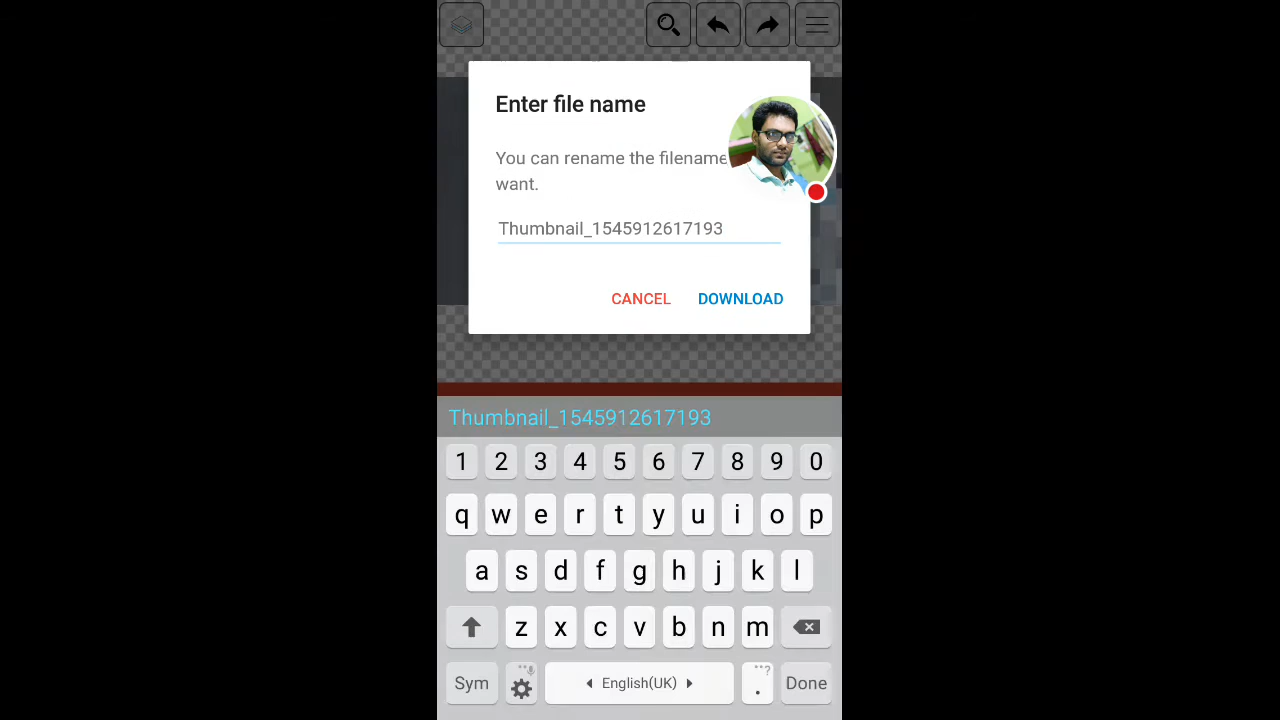 Enter file name
You can rename the filename
want.
Thumbnail_1545912617193
CANCEL DOWNLOAD
Thumbnail_1545912617193
1 2 3 4 5 6 7 8 9 0
q w e r t y u i o p
a s d f g h j k l
z x c v b n m
Sym English(UK) . ? Done